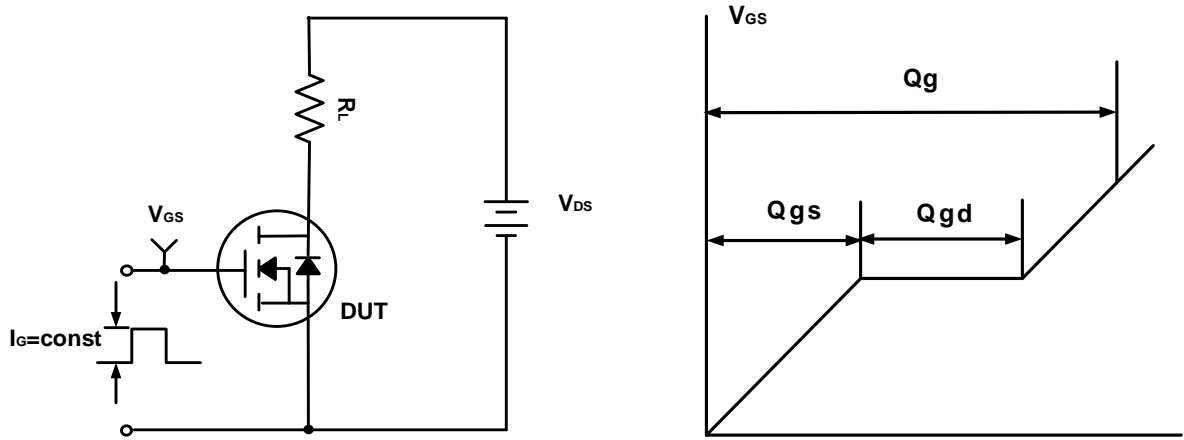 RL
VGS
VDS
DUT
IG=const
VGS
Qg
Qgs
Qgd